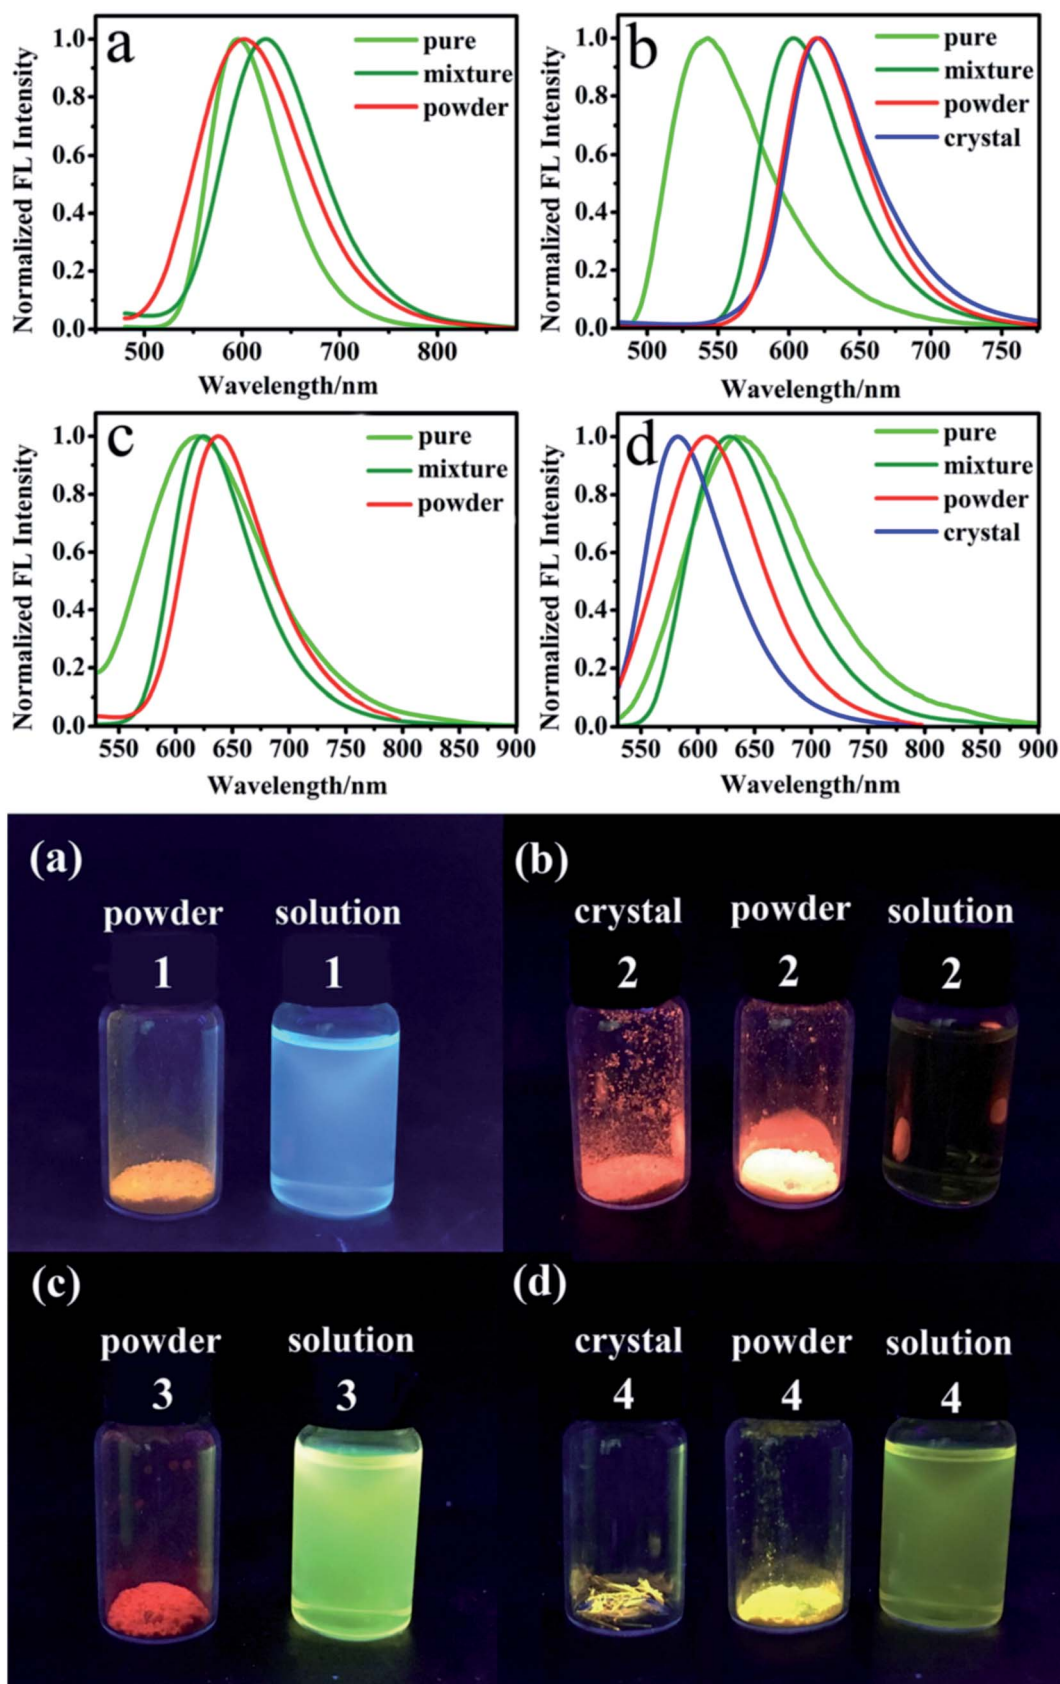 a
pure
mixture
powder
1.0
0.8
0.6
0.4
0.2
0.0
Normalized FL Intensity
500 600 700 800
Wavelength/nm
b
pure
mixture
powder
crystal
1.0
0.8
0.6
0.4
0.2
0.0
Normalized FL Intensity
500 550 600 650 700 750
Wavelength/nm
c
pure
mixture
powder
1.0
0.8
0.6
0.4
0.2
0.0
Normalized FL Intensity
550 600 650 700 750 800 850 900
Wavelength/nm
d
pure
mixture
powder
crystal
1.0
0.8
0.6
0.4
0.2
0.0
Normalized FL Intensity
550 600 650 700 750 800 850 900
Wavelength/nm
(a)
powder solution
1 1
(b)
crystal powder solution
2 2 2
(c)
powder solution
3 3
(d)
crystal powder solution
4 4 4